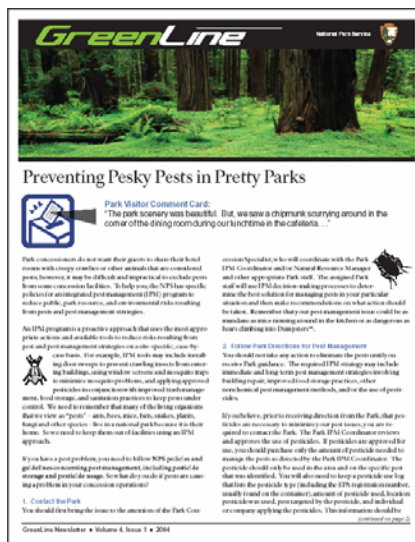 GreenLine
National Park Service
Preventing Pesky Pests in Pretty Parks
Park Visitor Comment Card:
"The park scenery was beautiful. But, we saw a chipmunk scurrying around in the
corner of the dining room during our lunchtime in the cafeteria. . ."
Park concessioners do not want their guests to share their hotel
rooms with creepy crawlies or other animals that are considered
pests; however, it may be difficult and impractical to exclude pests
from some concession facilities. To help you, the NPS has specific
policies for an integrated pest management (IPM) program to
reduce public, park resource, and environmental risks resulting
from pests and pest management strategies.
An IPM program is a proactive approach that uses the most appro-
priate actions and available tools to reduce risks resulting from
pest and pest management strategies on a site-specific, case-by-
case basis. For example, IPM tools may include install-
ing door sweeps to prevent crawling insects from enter-
ing buildings, using window screens and mosquito traps
to minimize mosquito problems, and applying approved
pesticides in conjunction with improved trash manage-
ment, food storage, and sanitation practices to keep pests under
control. We need to remember that many of the living organisms
that we view as "pests" - ants, bees, mice, bats, snakes, plants,
fungi and other species - live in a national park because it is their
home. So we need to keep them out of facilities using an IPM
approach.
If you have a pest problem, you need to follow NPS policies and
guidelines concerning pest management, including pesticide
storage and pesticide usage. So what do you do if pests are caus-
ing a problem in your concession operations?
1. Contact the Park
You should first bring the issue to the attention of the Park Con-
cession Specialist, who will coordinate with the Park
IPM Coordinator and/or Natural Resource Manager
and other appropriate Park staff. The assigned Park
staff will use IPM decision-making processes to deter-
mine the best solution for managing pests in your particular
situation and then make recommendations on what action should
be taken. Remember that your pest management issue could be as
mundane as mice running around in the kitchen or as dangerous as
bears climbing into Dumpsters™.
2. Follow Park Directions for Pest Management
You should not take any action to eliminate the pests until you
receive Park guidance. The required IPM strategy may include
immediate and long-term pest management strategies involving
building repair, improved food storage practices, other
nonchemical pest management methods, and/or the use of pesti-
cides.
If you believe, prior to receiving direction from the Park, that pes-
ticides are necessary to minimize your pest issues, you are re-
quired to contact the Park. The Park IPM Coordinator reviews
and approves the use of pesticides. If pesticides are approved for
use, you should purchase only the amount of pesticide needed to
manage the pests as directed by the Park IPM Coordinator. The
pesticide should only be used in the area and on the specific pest
that was identified. You will also need to keep a pesticide use log
that lists the pesticide type (including the EPA registration number,
usually found on the container), amount of pesticide used, location
pesticide was used, pest targeted by the pesticide, and individual
or company applying the pesticides. This information should be
(continued on page 2)
GreenLine Newsletter • Volume 4, Issue 1 • 2004